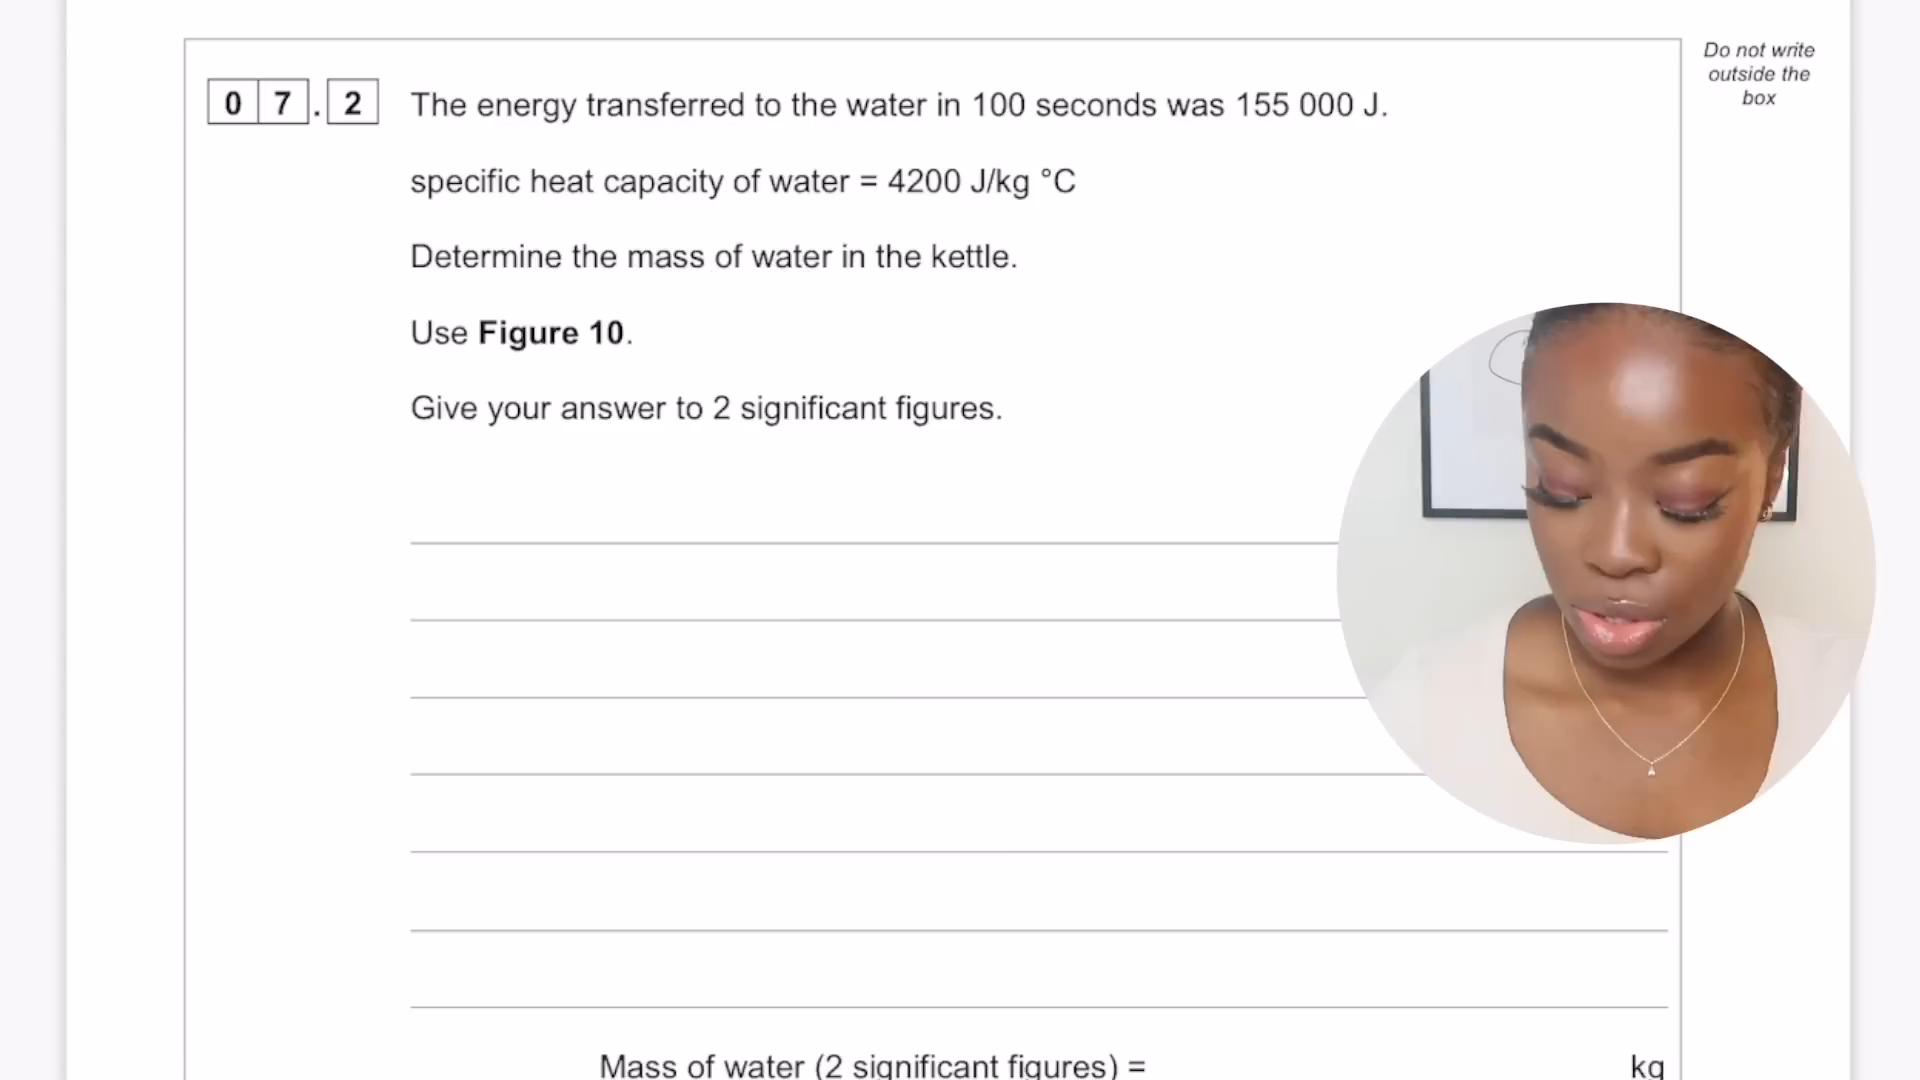 Do not write
outside the
box
07.2 The energy transferred to the water in 100 seconds was 155 000 J.
specific heat capacity of water = 4200 J/kg °C
Determine the mass of water in the kettle.
Use Figure 10.
Give your answer to 2 significant figures.
Mass of water (2 significant figures) = kg